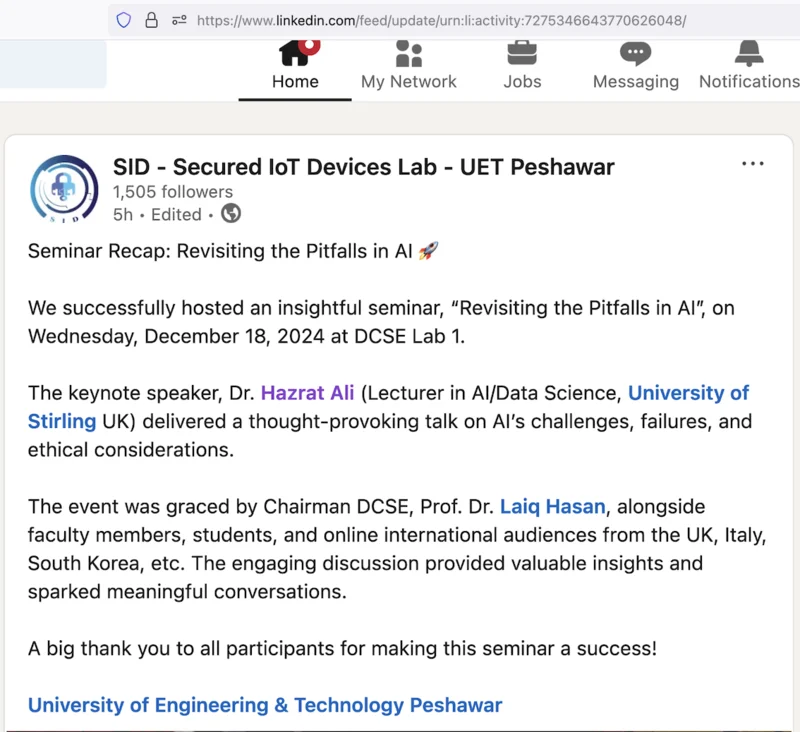 https://www.linkedin.com/feed/update/urn:li:activity:7275346643770626048/
Home
My Network
Jobs
Messaging
Notifications
SID - Secured IoT Devices Lab - UET Peshawar
1,505 followers
5h • Edited •
Seminar Recap: Revisiting the Pitfalls in AI 🚀
We successfully hosted an insightful seminar, “Revisiting the Pitfalls in AI”, on
Wednesday, December 18, 2024 at DCSE Lab 1.
The keynote speaker, Dr. Hazrat Ali (Lecturer in AI/Data Science, University of
Stirling UK) delivered a thought-provoking talk on AI’s challenges, failures, and
ethical considerations.
The event was graced by Chairman DCSE, Prof. Dr. Laiq Hasan, alongside
faculty members, students, and online international audiences from the UK, Italy,
South Korea, etc. The engaging discussion provided valuable insights and
sparked meaningful conversations.
A big thank you to all participants for making this seminar a success!
University of Engineering & Technology Peshawar